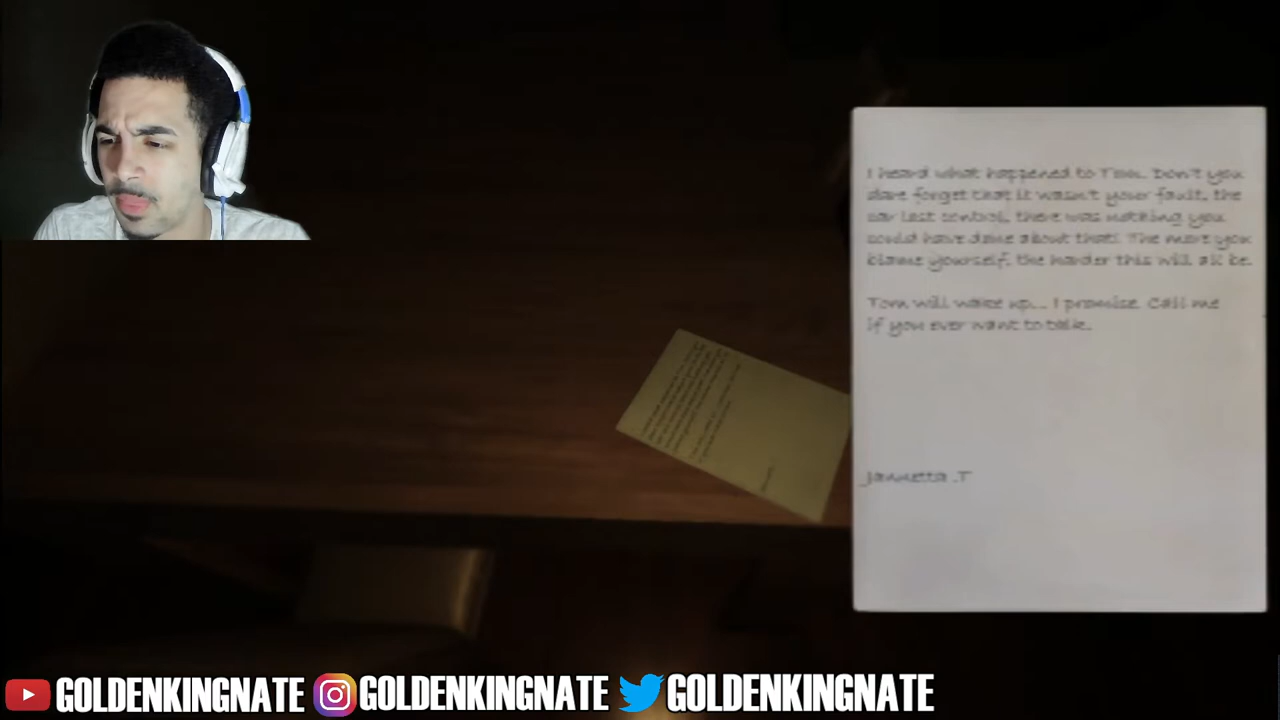 I heard what happened to Tom. Don't you
dare forget that it wasn't your fault, the
car lost control, there was nothing you
could have done about that! The more you
blame yourself, the harder this will all be.
Tom will wake up... I promise. Call me
if you ever want to talk.
Jannetta .T
GOLDENKINGNATE GOLDENKINGNATE GOLDENKINGNATE